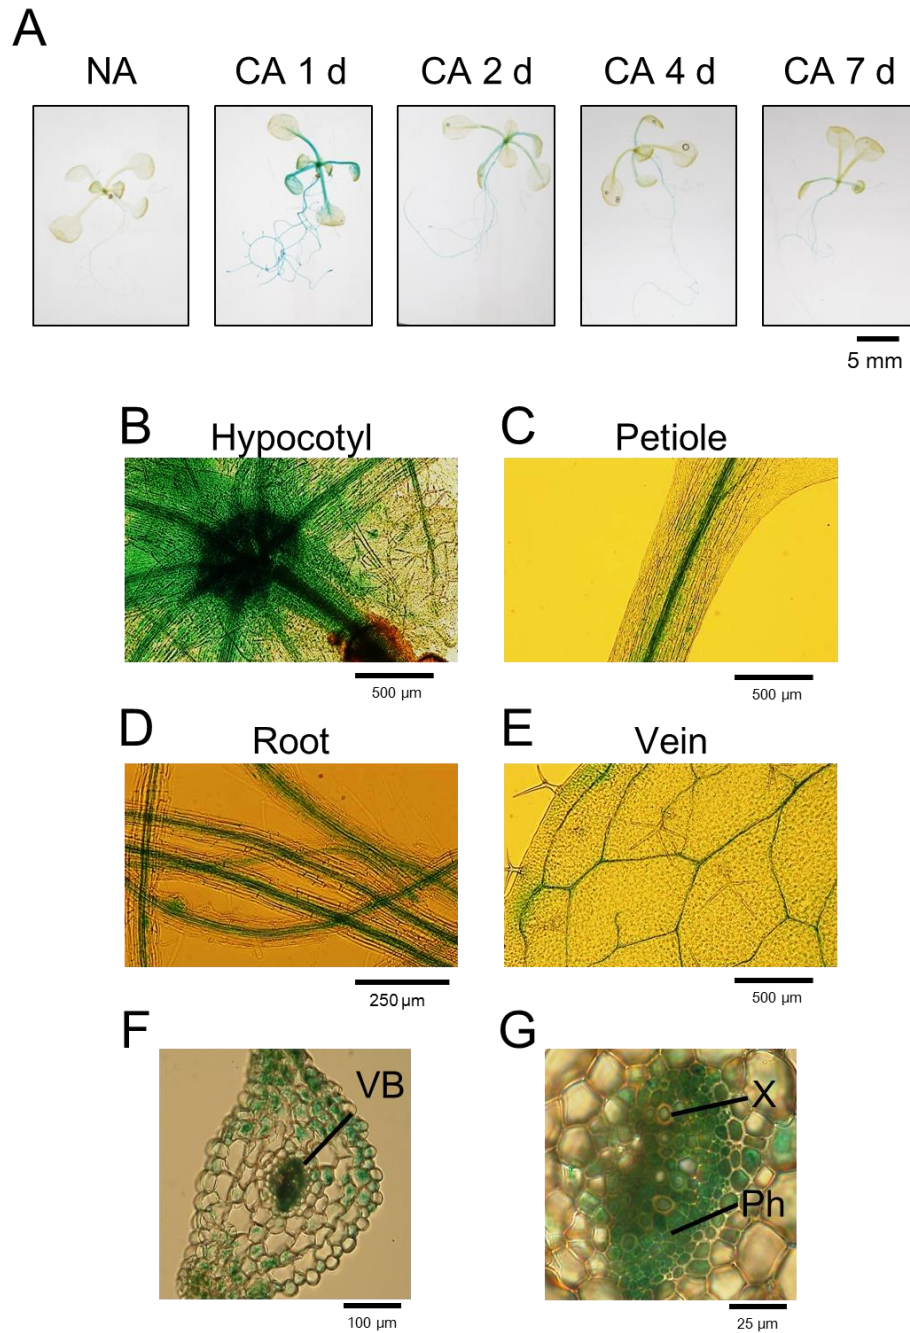 A
NA CA 1 d CA 2 d CA 4 d CA 7 d
5 mm
B Hypocotyl
500 μm
C Petiole
500 μm
D Root
250 μm
E Vein
500 μm
F
VB
100 μm
G
X
Ph
25 μm